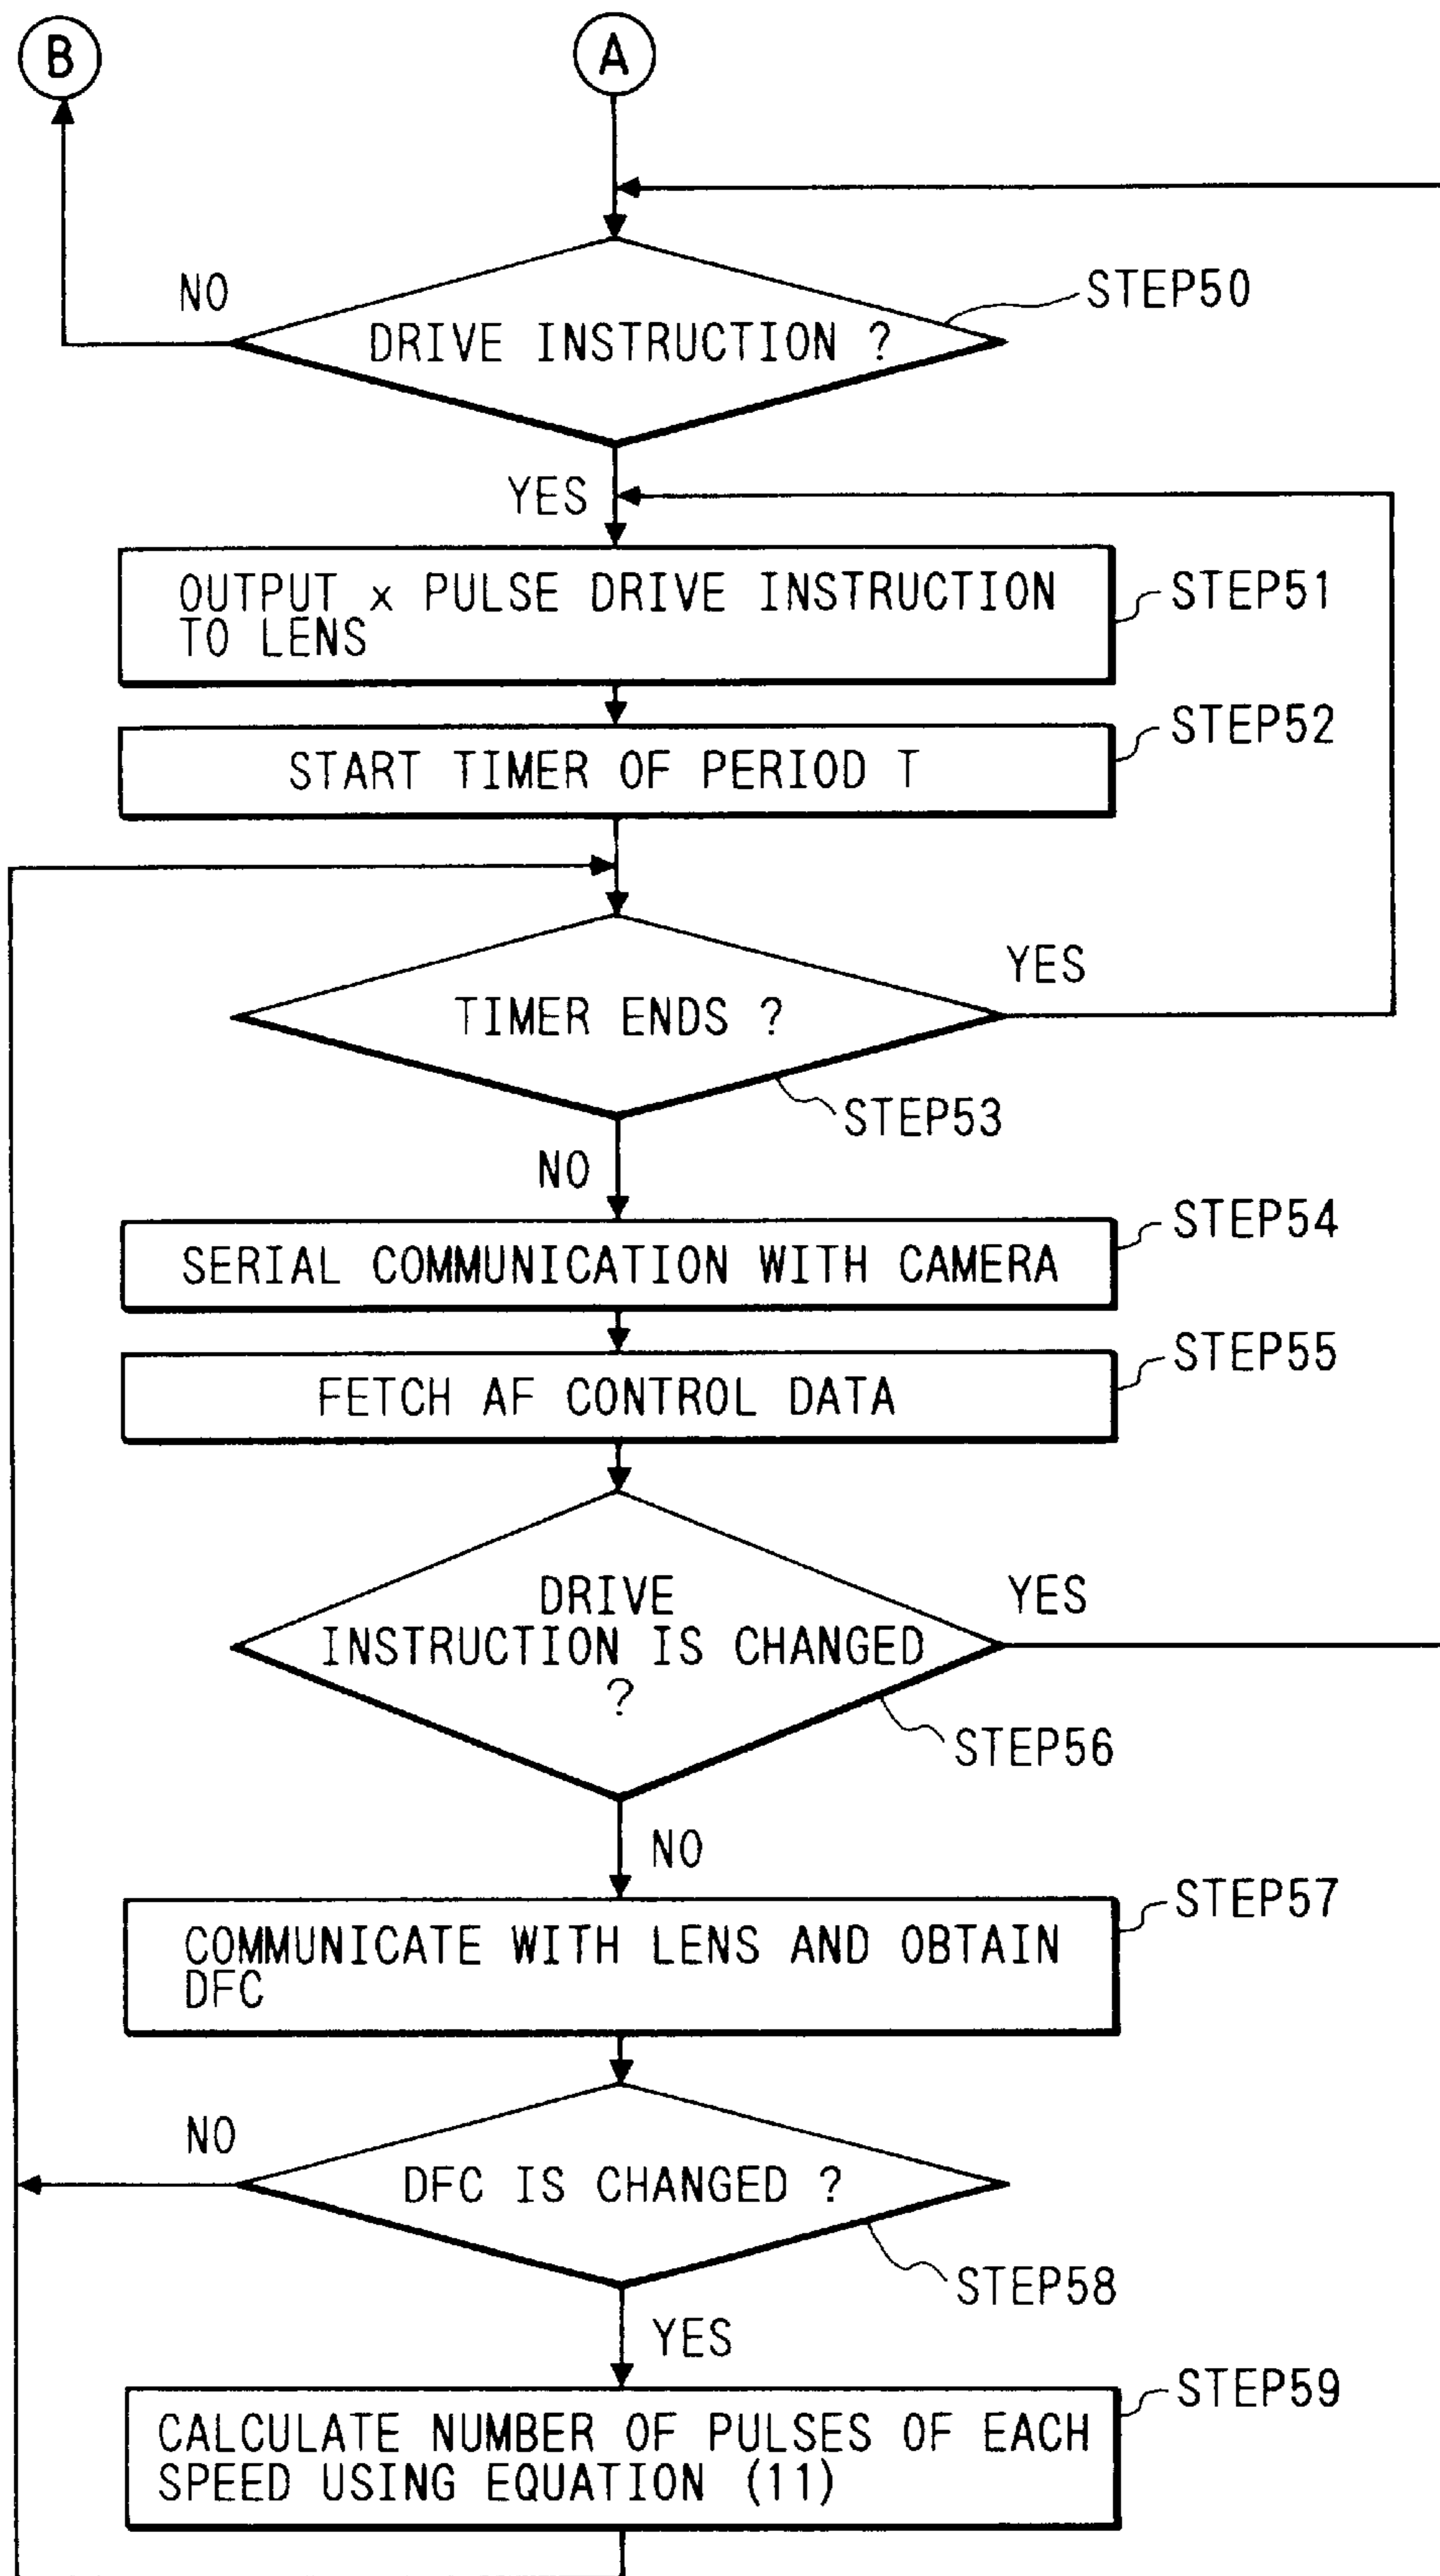 B
A
NO
STEP50
DRIVE INSTRUCTION ?
YES
OUTPUT x PULSE DRIVE INSTRUCTION
TO LENS
STEP51
STEP52
START TIMER OF PERIOD T
YES
TIMER ENDS ?
STEP53
NO
STEP54
SERIAL COMMUNICATION WITH CAMERA
STEP55
FETCH AF CONTROL DATA
DRIVE
INSTRUCTION IS CHANGED
?
YES
STEP56
NO
STEP57
COMMUNICATE WITH LENS AND OBTAIN
DFC
NO
DFC IS CHANGED ?
STEP58
YES
STEP59
CALCULATE NUMBER OF PULSES OF EACH
SPEED USING EQUATION (11)